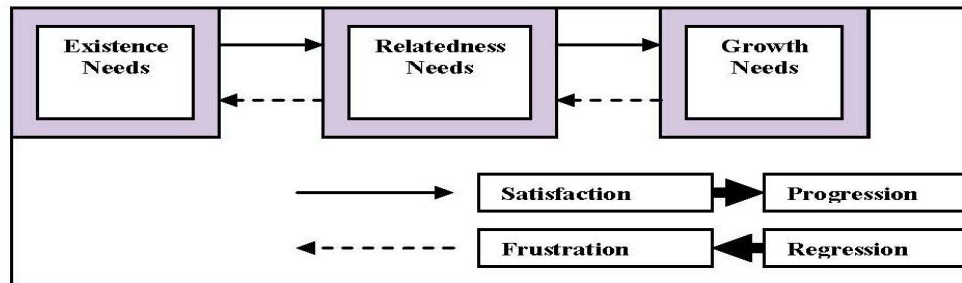 Existence
Needs
Relatedness
Needs
Growth
Needs
Satisfaction
Progression
Frustration
Regression